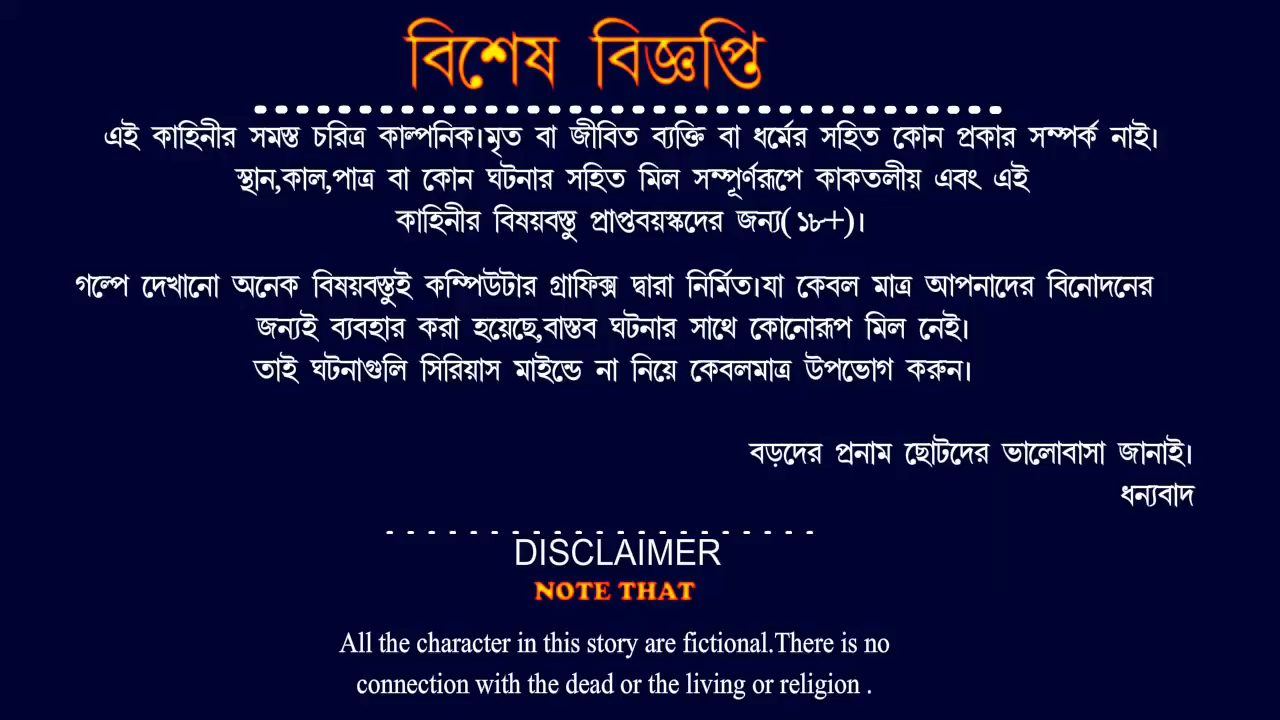 বিশেষ বিজ্ঞপ্তি
এই কাহিনীর সমস্ত চরিত্র কাল্পনিক।মৃত বা জীবিত ব্যক্তি বা ধর্মের সহিত কোন প্রকার সম্পর্ক নাই।
স্থান,কাল,পাত্র বা কোন ঘটনার সহিত মিল সম্পূর্ণরূপে কাকতলীয় এবং এই
কাহিনীর বিষয়বস্তু প্রাপ্তবয়স্কদের জন্য(১৮+)।
গল্পে দেখানো অনেক বিষয়বস্তুই কম্পিউটার গ্রাফিক্স দ্বারা নির্মিত।যা কেবল মাত্র আপনাদের বিনোদনের
জন্যই ব্যবহার করা হয়েছে,বাস্তব ঘটনার সাথে কোনোরূপ মিল নেই।
তাই ঘটনাগুলি সিরিয়াস মাইন্ডে না নিয়ে কেবলমাত্র উপভোগ করুন।
বড়দের প্রনাম ছোটদের ভালোবাসা জানাই।
ধন্যবাদ
DISCLAIMER
NOTE THAT
All the character in this story are fictional.There is no
connection with the dead or the living or religion .